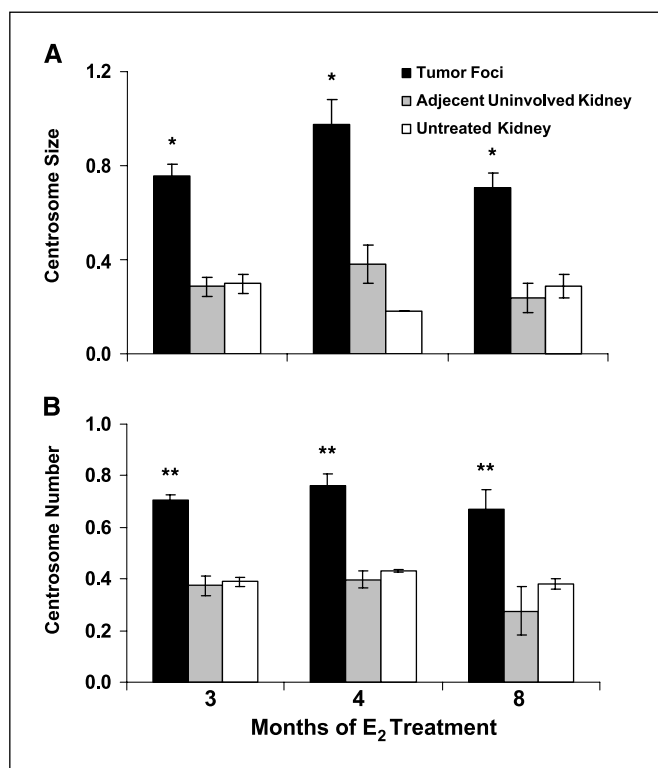 A
1.2
0.8
0.4
0.0
Centrosome Size
*
*
*
Tumor Foci
Adjecent Uninvolved Kidney
Untreated Kidney
B
1.0
0.8
0.6
0.4
0.2
0.0
Centrosome Number
**
**
**
3 4 8
Months of E₂ Treatment